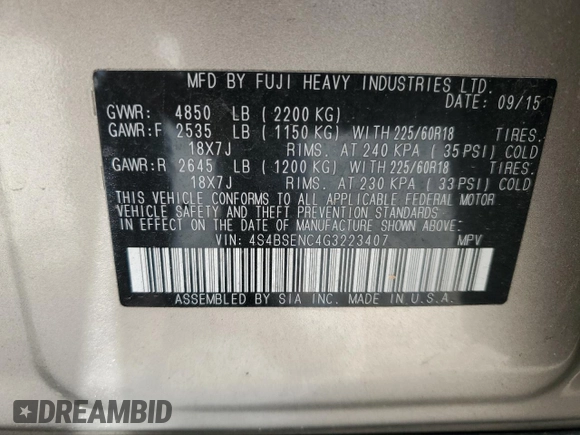 MFD BY FUJI HEAVY INDUSTRIES LTD.
DATE: 09/15
GVWR: 4850 LB (2200 KG)
GAWR:F 2535 LB (1150 KG) WITH 225/60R18 TIRES.
18X7J RIMS. AT 240 KPA (35 PSI) COLD
GAWR:R 2645 LB (1200 KG) WITH 225/60R18 TIRES.
18X7J RIMS. AT 230 KPA (33 PSI) COLD
THIS VEHICLE CONFORMS TO ALL APPLICABLE FEDERAL MOTOR
VEHICLE SAFETY AND THEFT PREVENTION STANDARDS
IN EFFECT ON THE DATE OF MANUFACTURE SHOWN ABOVE.
VIN: 4S4BSENC4G3223407 MPV
ASSEMBLED BY SIA INC. MADE IN U.S.A.
DREAMBID